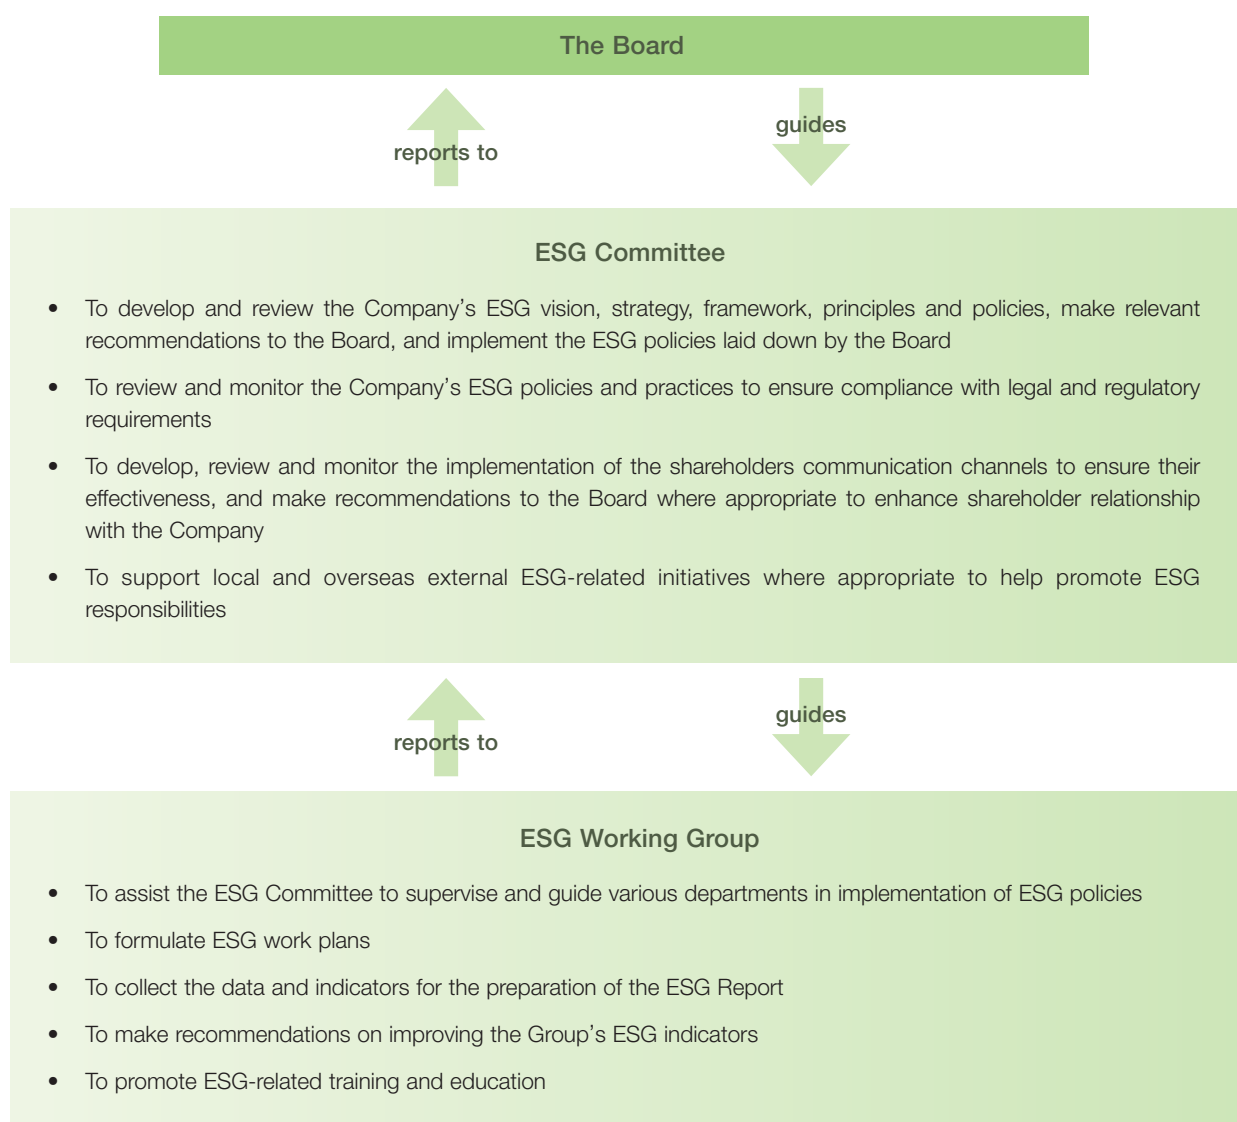 The Board
reports to
guides
ESG Committee
• To develop and review the Company’s ESG vision, strategy, framework, principles and policies, make relevant
recommendations to the Board, and implement the ESG policies laid down by the Board
• To review and monitor the Company’s ESG policies and practices to ensure compliance with legal and regulatory
requirements
• To develop, review and monitor the implementation of the shareholders communication channels to ensure their
effectiveness, and make recommendations to the Board where appropriate to enhance shareholder relationship
with the Company
• To support local and overseas external ESG-related initiatives where appropriate to help promote ESG
responsibilities
reports to
guides
ESG Working Group
• To assist the ESG Committee to supervise and guide various departments in implementation of ESG policies
• To formulate ESG work plans
• To collect the data and indicators for the preparation of the ESG Report
• To make recommendations on improving the Group’s ESG indicators
• To promote ESG-related training and education